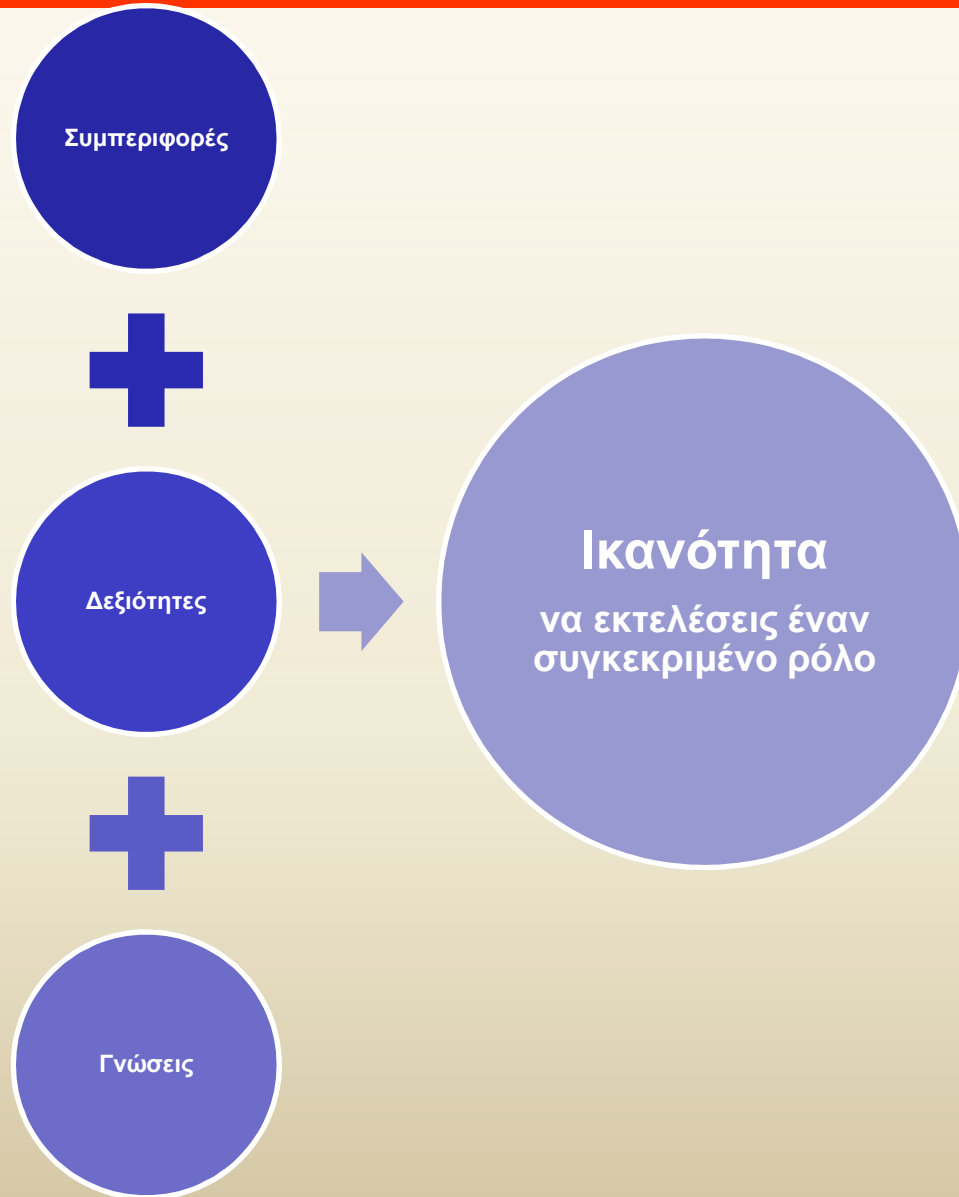 Συμπεριφορές
Δεξιότητες
Γνώσεις
Ικανότητα
να εκτελέσεις έναν
συγκεκριμένο ρόλο